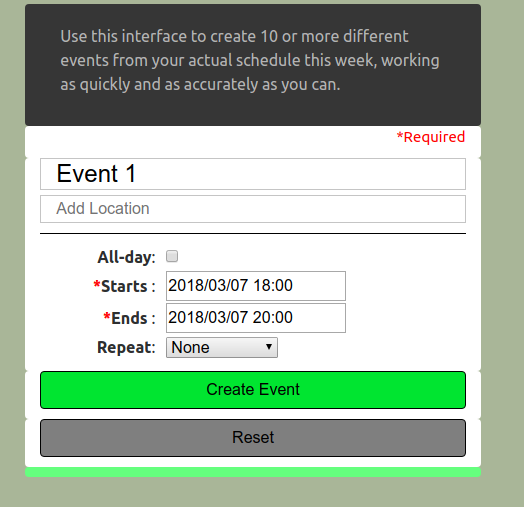 Use this interface to create 10 or more different
events from your actual schedule this week, working
as quickly and as accurately as you can.
*Required
Event 1
Add Location
All-day:
*Starts : 2018/03/07 18:00
*Ends : 2018/03/07 20:00
Repeat: None
Create Event
Reset